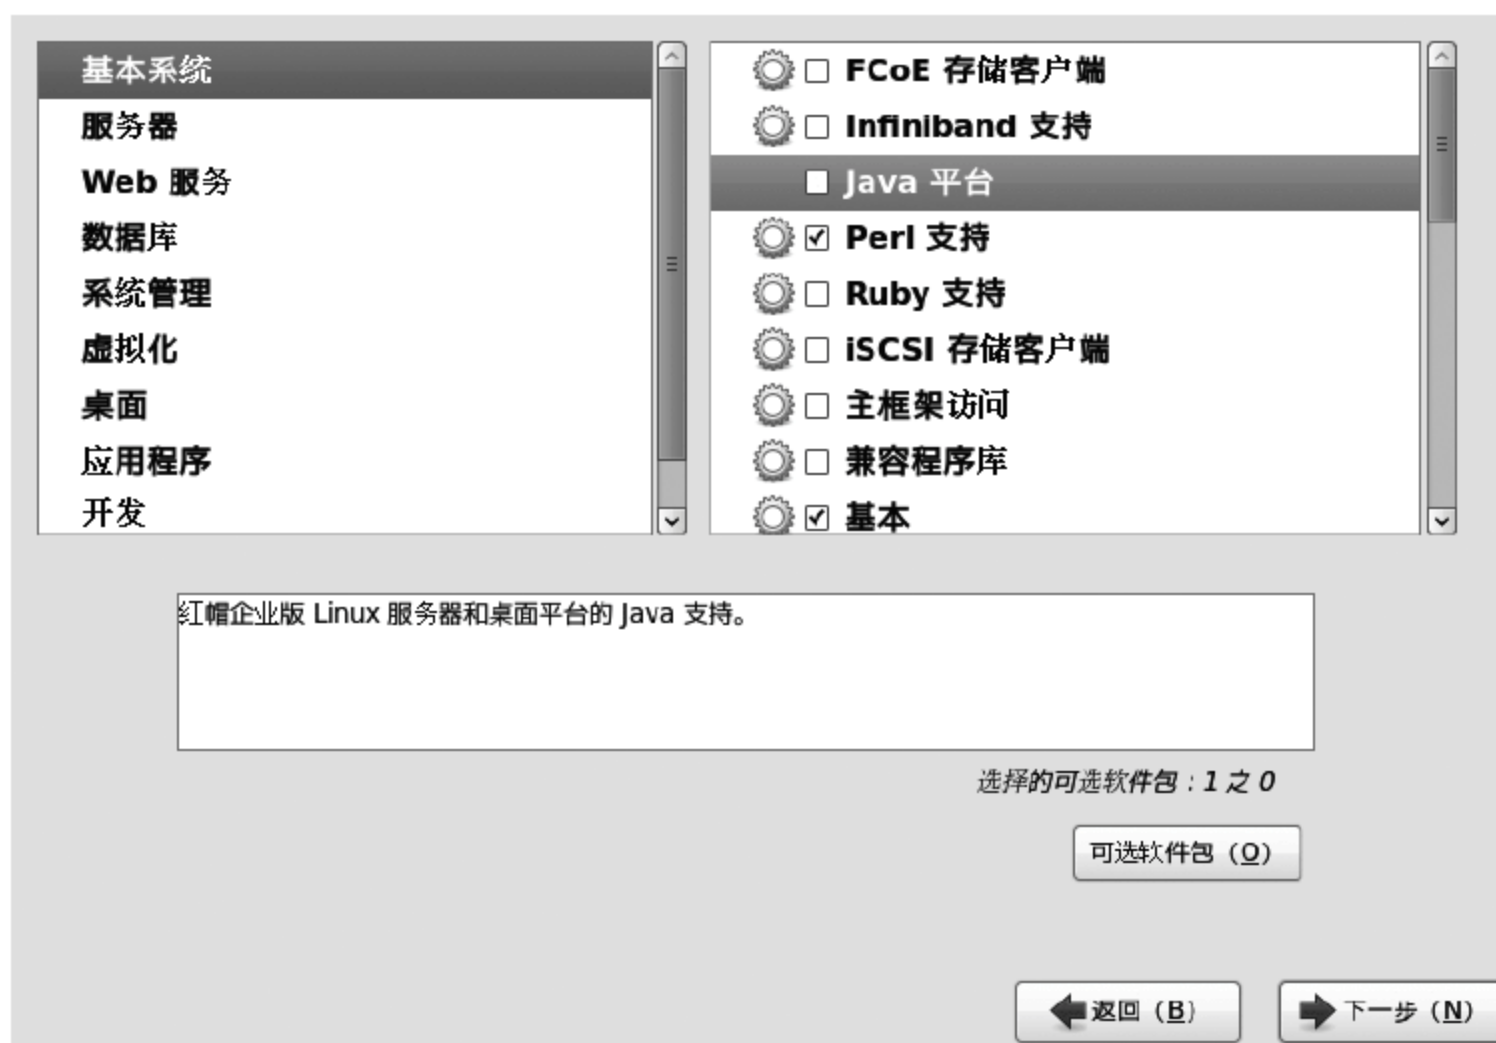 基本系统
服务器
Web 服务
数据库
系统管理
虚拟化
桌面
应用程序
开发
FCoE 存储客户端
Infiniband 支持
Java 平台
Perl 支持
Ruby 支持
iSCSI 存储客户端
主框架访问
兼容程序库
基本
红帽企业版 Linux 服务器和桌面平台的 Java 支持。
选择的可选软件包：1 之 0
可选软件包（O）
返回（B）
下一步（N）